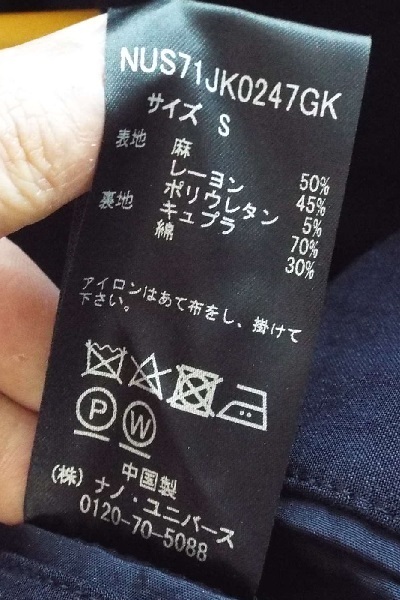 NUS71JK0247GK
サイズ S
表地 麻 50%
レーヨン 45%
ポリウレタン 5%
裏地 キュプラ 70%
綿 30%
アイロンはあて布をし、掛けて
下さい。
P W
中国製
(株) ナノ・ユニバース
0120-70-5088